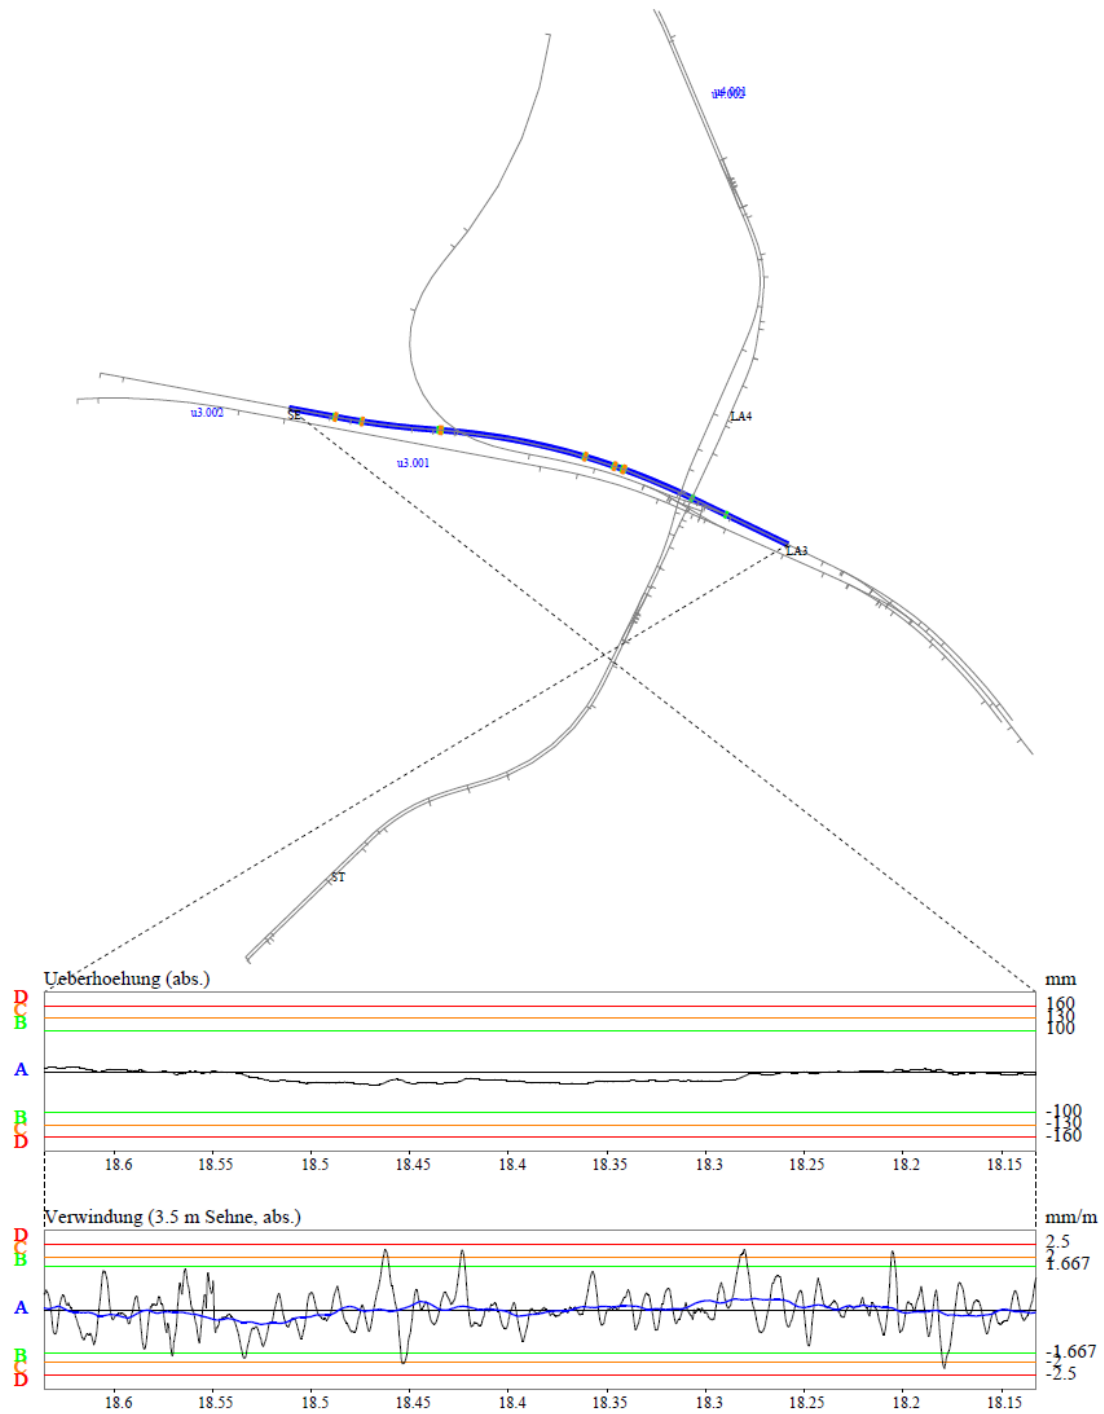 u4.001
u4.002
LA4
SE
u3.002
u3.001
LA3
ST
Ueberhoehung (abs.)
mm
D
160
C
130
B
100
A
B
-100
C
-130
D
-160
18.6 18.55 18.5 18.45 18.4 18.35 18.3 18.25 18.2 18.15
Verwindung (3.5 m Sehne, abs.)
mm/m
D
2.5
C
2
B
1.667
A
B
-1.667
C
-2
D
-2.5
18.6 18.55 18.5 18.45 18.4 18.35 18.3 18.25 18.2 18.15